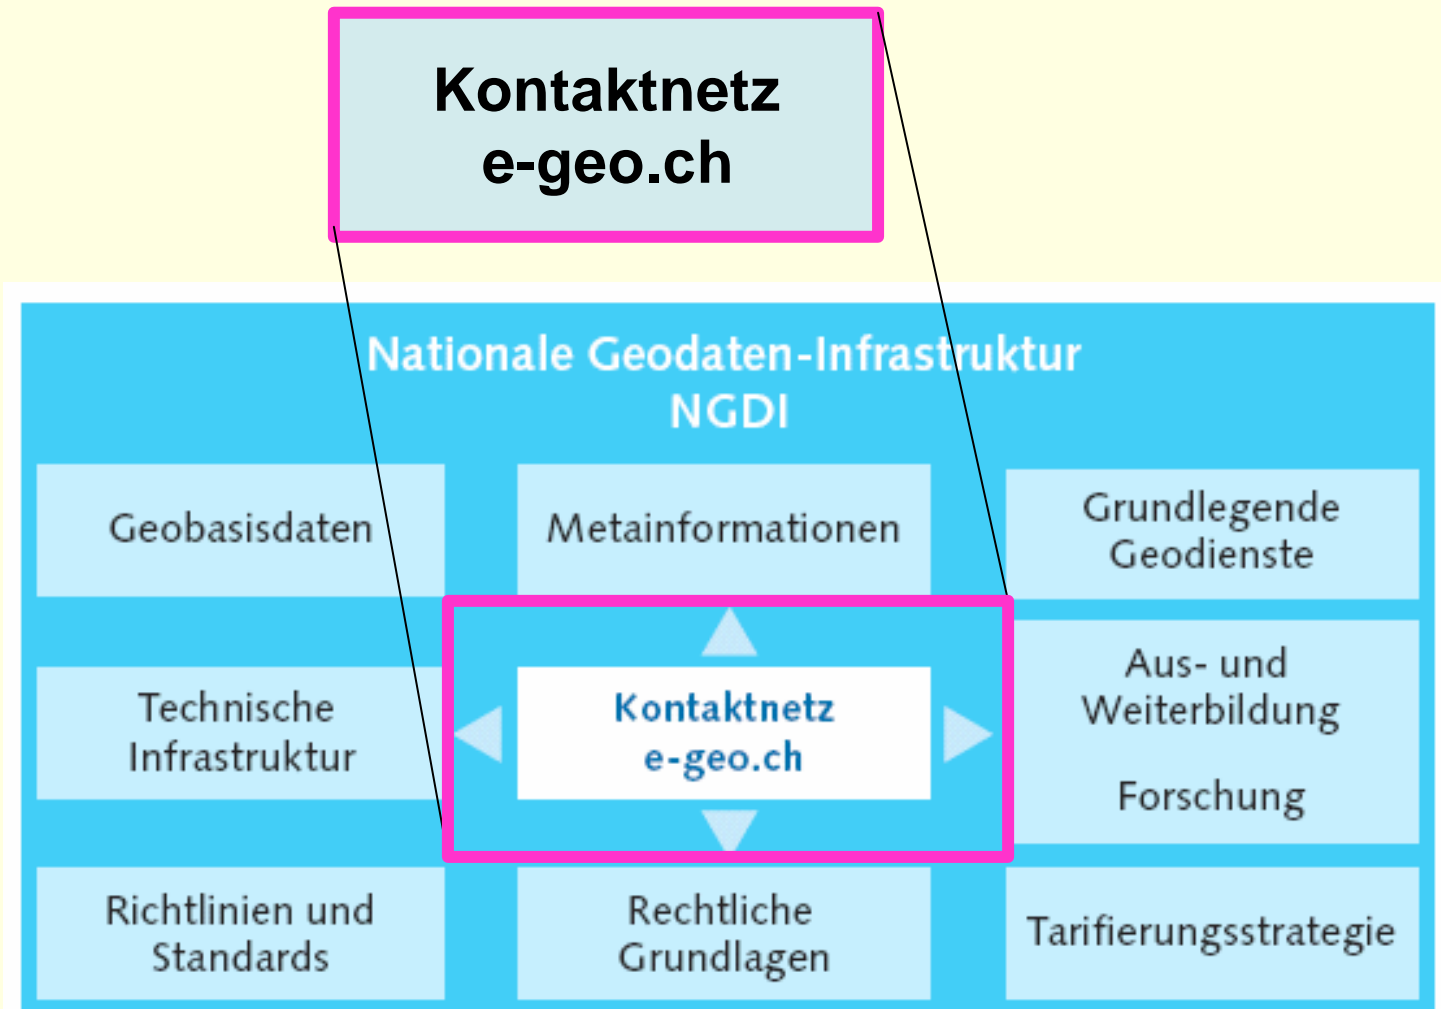 Kontaktnetz
e-geo.ch
Nationale Geodaten-Infrastruktur
NGDI
Geobasisdaten
Metainformationen
Grundlegende
Geodienste
Technische
Infrastruktur
Kontaktnetz
e-geo.ch
Aus- und
Weiterbildung
Forschung
Richtlinien und
Standards
Rechtliche
Grundlagen
Tarifierungsstrategie